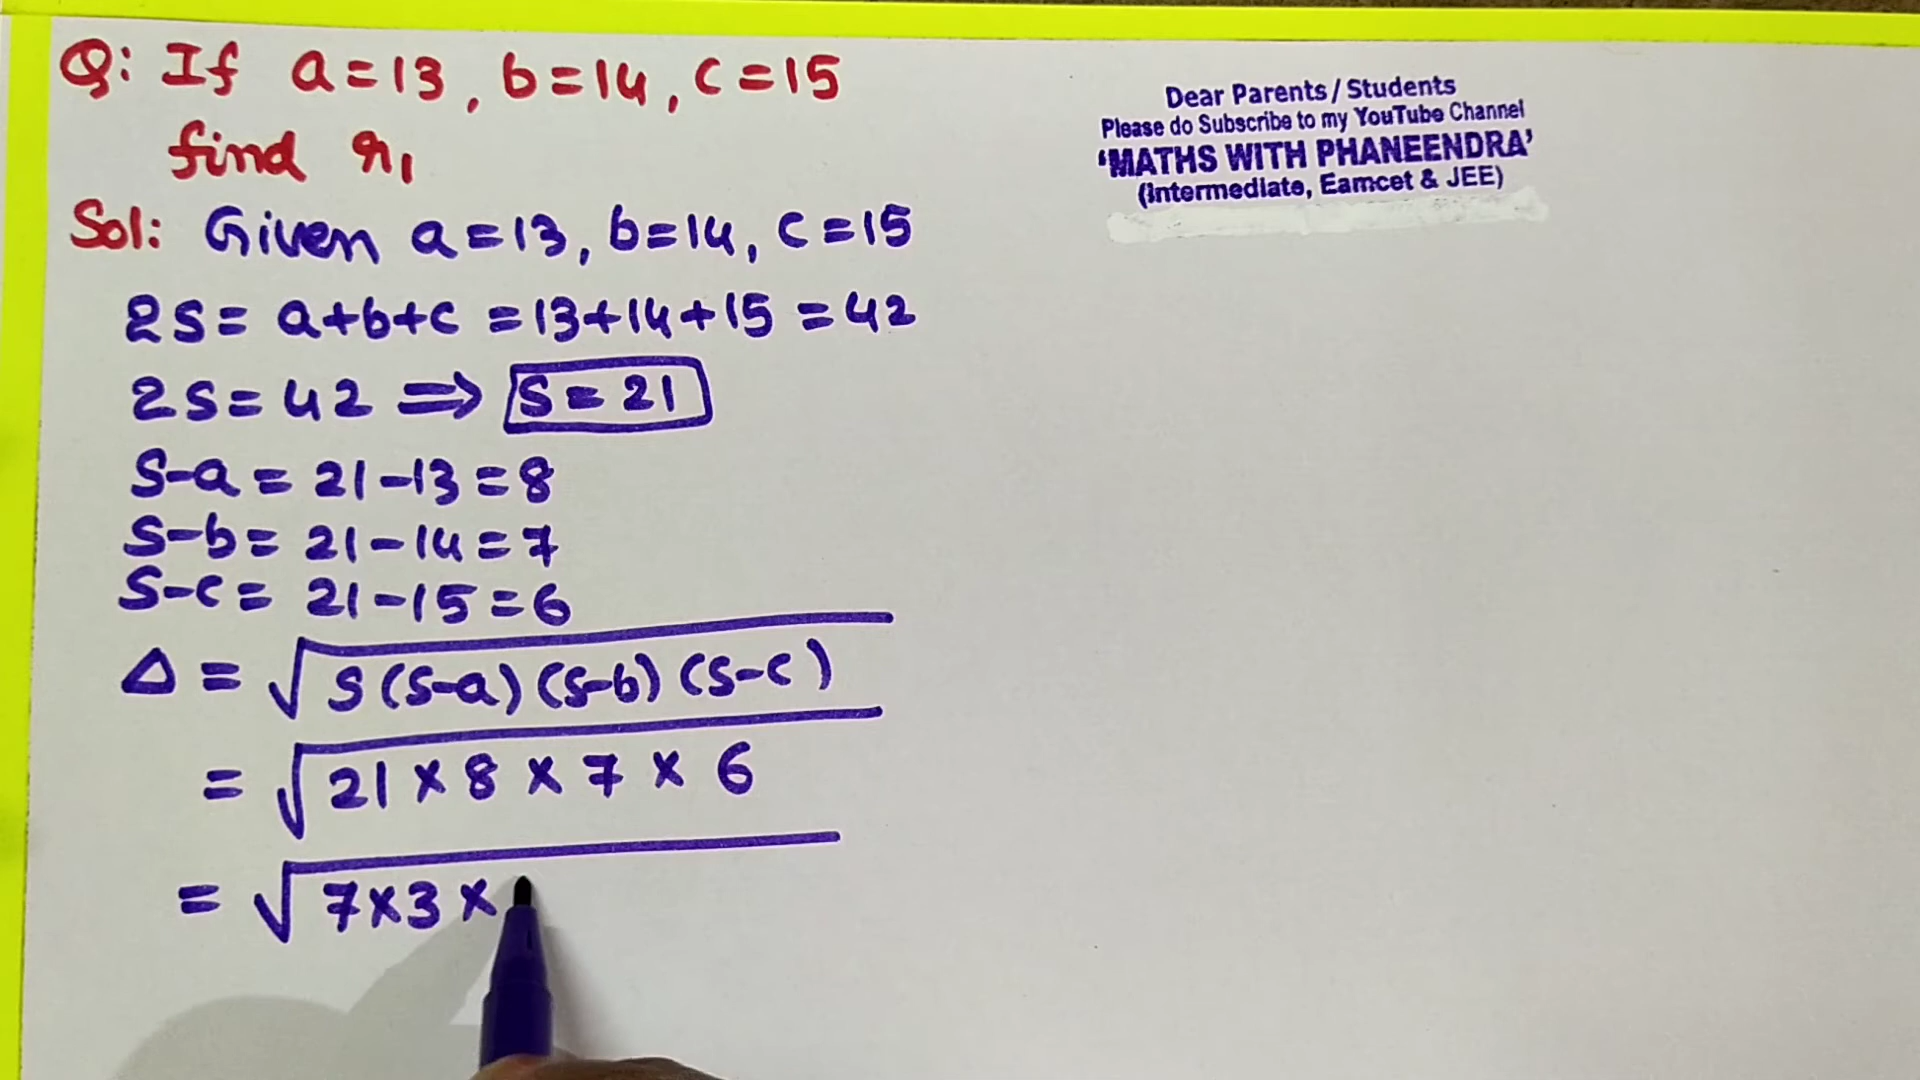 Q: If a=13, b=14, c=15
find r₁
Sol: Given a=13, b=14, c=15
2s= a+b+c =13+14+15 =42
2s=42 ⇒ s=21
s-a = 21-13=8
s-b= 21-14=7
s-c= 21-15=6
Δ = √s(s-a)(s-b)(s-c)
= √21×8×7×6
= √7×3×
Dear Parents / Students
Please do Subscribe to my YouTube Channel
'MATHS WITH PHANEENDRA'
(Intermediate, Eamcet & JEE)